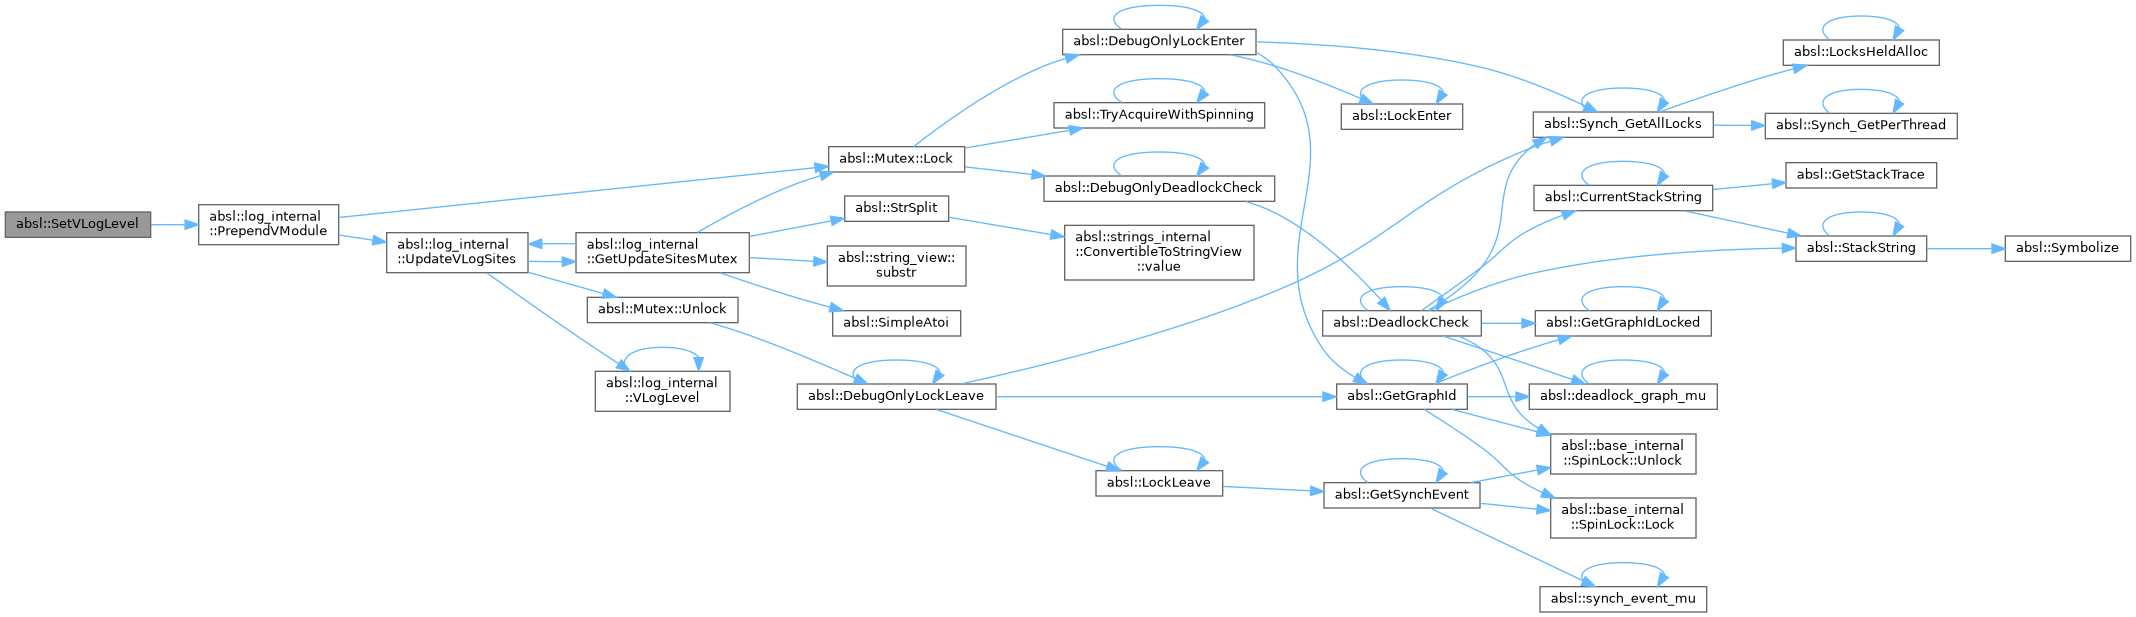 absl::SetVLogLevel
absl::log_internal
::PrependVModule
absl::log_internal
::UpdateVLogSites
absl::log_internal
::GetUpdateSitesMutex
absl::Mutex::Unlock
absl::log_internal
::VLogLevel
absl::Mutex::Lock
absl::StrSplit
absl::string_view::
substr
absl::SimpleAtoi
absl::DebugOnlyLockLeave
absl::DebugOnlyLockEnter
absl::TryAcquireWithSpinning
absl::DebugOnlyDeadlockCheck
absl::strings_internal
::ConvertibleToStringView
::value
absl::LockLeave
absl::LockEnter
absl::DeadlockCheck
absl::GetGraphId
absl::GetSynchEvent
absl::Synch_GetAllLocks
absl::CurrentStackString
absl::GetGraphIdLocked
absl::deadlock_graph_mu
absl::base_internal
::SpinLock::Unlock
absl::base_internal
::SpinLock::Lock
absl::synch_event_mu
absl::LocksHeldAlloc
absl::Synch_GetPerThread
absl::GetStackTrace
absl::StackString
absl::Symbolize